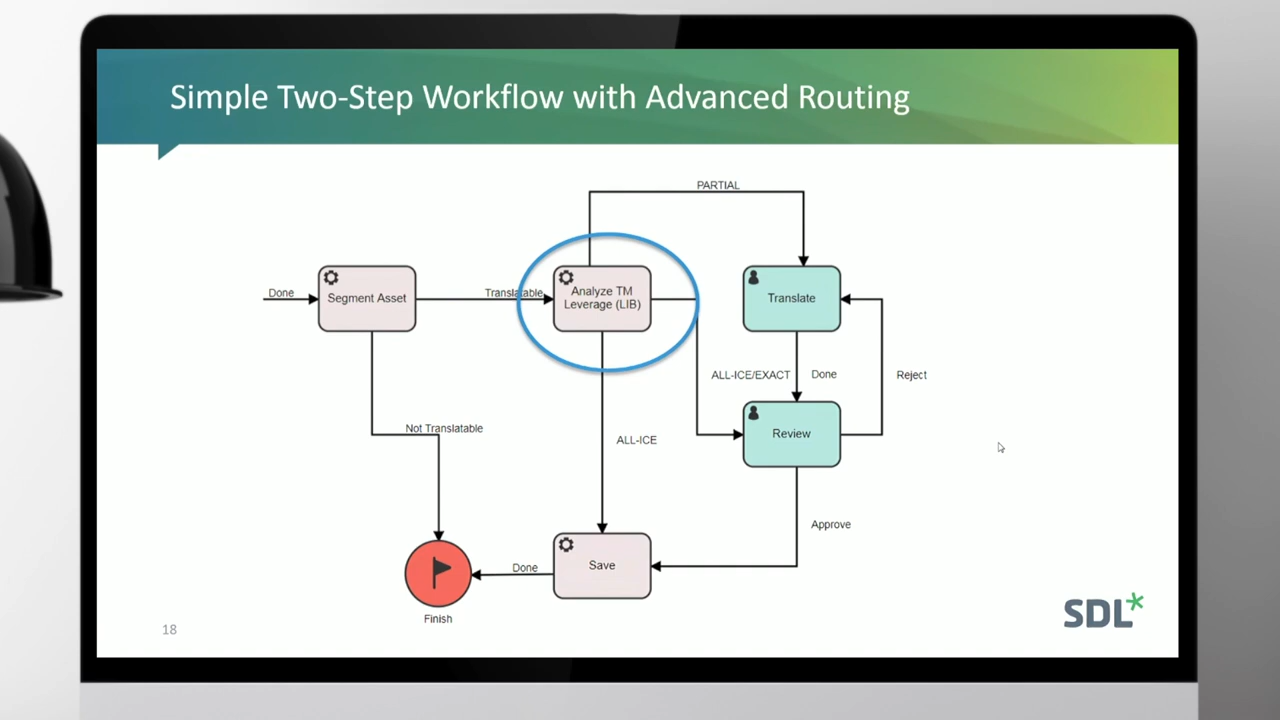 Simple Two-Step Workflow with Advanced Routing
PARTIAL
Done
Segment Asset
Translatable
Analyze TM
Leverage (LIB)
Translate
ALL-ICE/EXACT
Done
Reject
Not Translatable
ALL-ICE
Review
Approve
Save
Done
Finish
18
SDL*